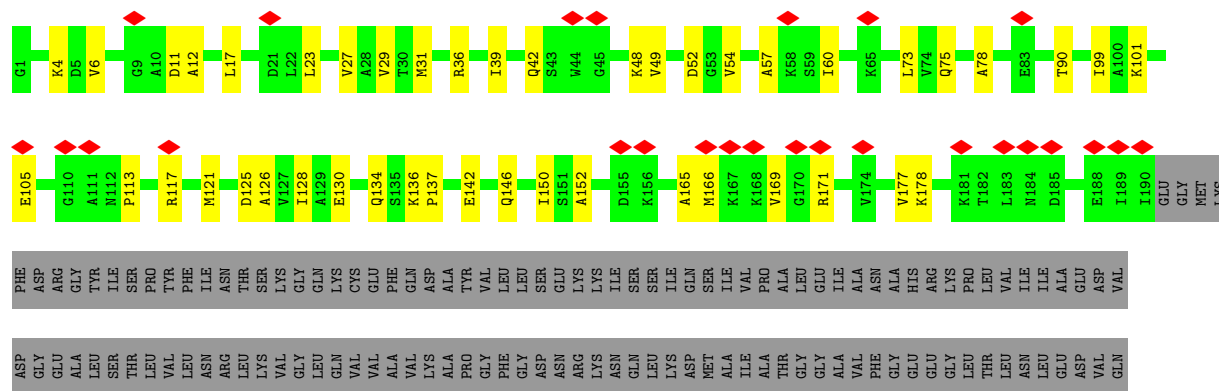 G1 K4 D5 V6 G9 A10 D11 A12 L17 D21 L22 L23 V27 A28 V29 T30 M31 R36 I39 Q42 S43 W44 G45 K48 V49 D52 G53 V54 A57 K58 S59 I60 K65 L73 V74 Q75 A78 E83 T90 I99 A100 K101
E105 G110 A111 N112 P113 R117 M121 D125 A126 V127 I128 A129 E130 Q134 S135 K136 P137 E142 Q146 I150 S151 A152 D155 K156 A165 M166 K167 K168 V169 G170 R171 V174 V177 K178 K181 T182 L183 N184 D185 E188 I189 I190 GLU GLY MET LYS
PHE ASP ARG GLY TYR ILE SER PRO TYR PHE ILE ASN THR SER LYS GLY GLN LYS CYS GLU PHE GLN ASP ALA TYR VAL LEU LEU SER GLU LYS LYS ILE SER SER ILE GLN SER ILE VAL PRO ALA LEU GLU ILE ALA ASN ALA HIS ARG LYS PRO LEU VAL ILE ILE ALA GLU ASP VAL
ASP GLY GLU ALA LEU SER THR LEU VAL LEU ASN ARG LEU LYS VAL GLY LEU GLN VAL VAL ALA VAL LYS ALA PRO GLY PHE GLY ASP ASN ARG LYS ASN GLN LEU LYS ASP MET ALA ILE ALA THR GLY GLY ALA VAL PHE GLY GLU GLU GLY LEU THR LEU ASN LEU GLU ASP VAL GLN